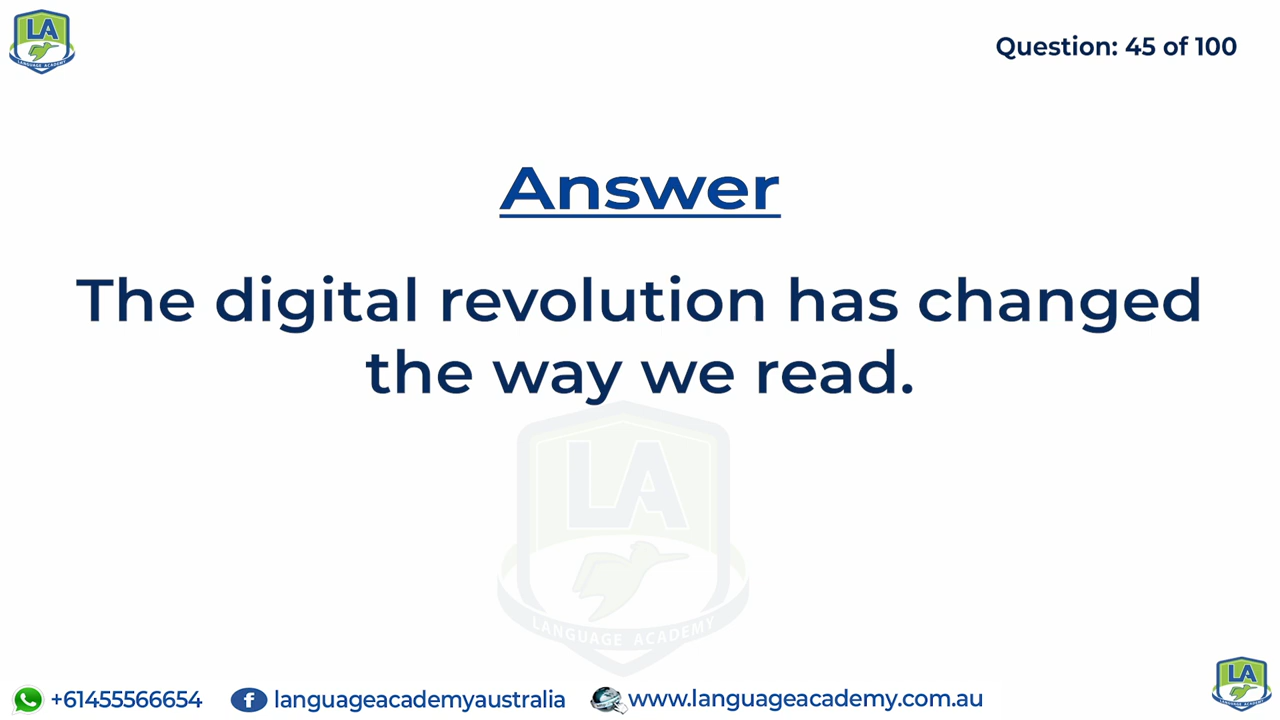 LA
LANGUAGE ACADEMY
Question: 45 of 100
Answer
The digital revolution has changed
the way we read.
LA
LANGUAGE ACADEMY
+61455566654 languageacademyaustralia www.languageacademy.com.au
LA
LANGUAGE ACADEMY